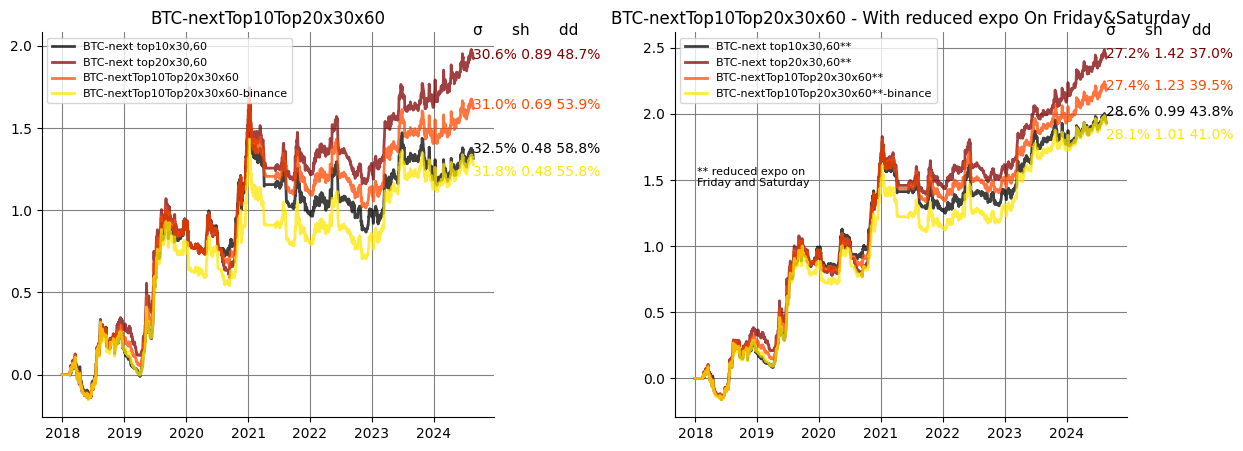 BTC-nextTop10Top20x30x60
σ sh dd
BTC-next top10x30,60
BTC-next top20x30,60
BTC-nextTop10Top20x30x60
BTC-nextTop10Top20x30x60-binance
30.6% 0.89 48.7%
31.0% 0.69 53.9%
32.5% 0.48 58.8%
31.8% 0.48 55.8%
2.0
1.5
1.0
0.5
0.0
2018 2019 2020 2021 2022 2023 2024
BTC-nextTop10Top20x30x60 - With reduced expo On Friday&Saturday
σ sh dd
BTC-next top10x30,60**
BTC-next top20x30,60**
BTC-nextTop10Top20x30x60**
BTC-nextTop10Top20x30x60**-binance
27.2% 1.42 37.0%
27.4% 1.23 39.5%
28.6% 0.99 43.8%
28.1% 1.01 41.0%
** reduced expo on
Friday and Saturday
2.5
2.0
1.5
1.0
0.5
0.0
2018 2019 2020 2021 2022 2023 2024